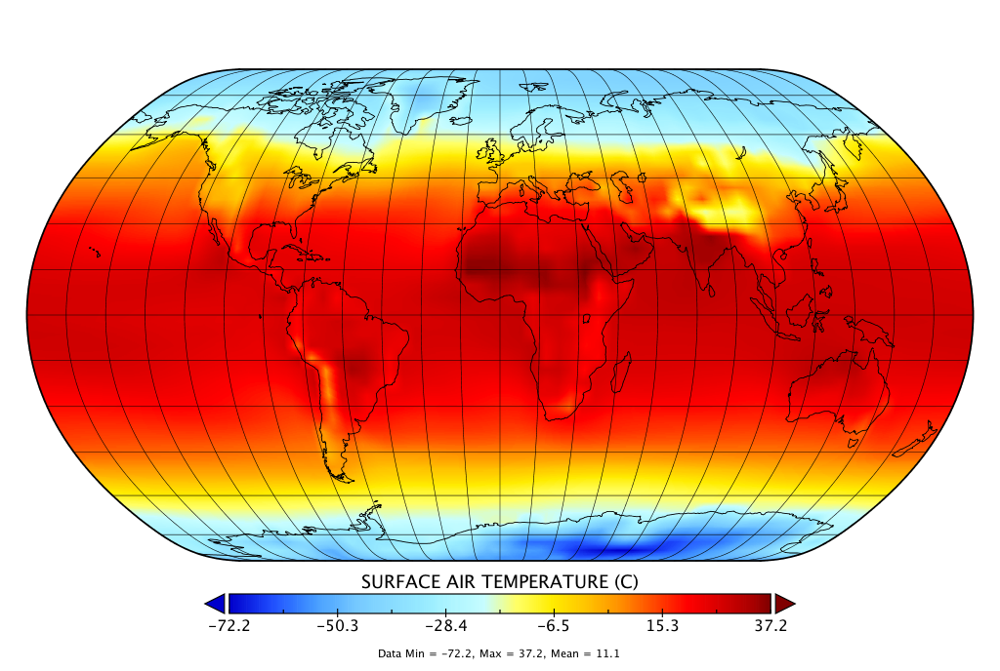 SURFACE AIR TEMPERATURE (C)
-72.2 -50.3 -28.4 -6.5 15.3 37.2
Data Min = -72.2, Max = 37.2, Mean = 11.1